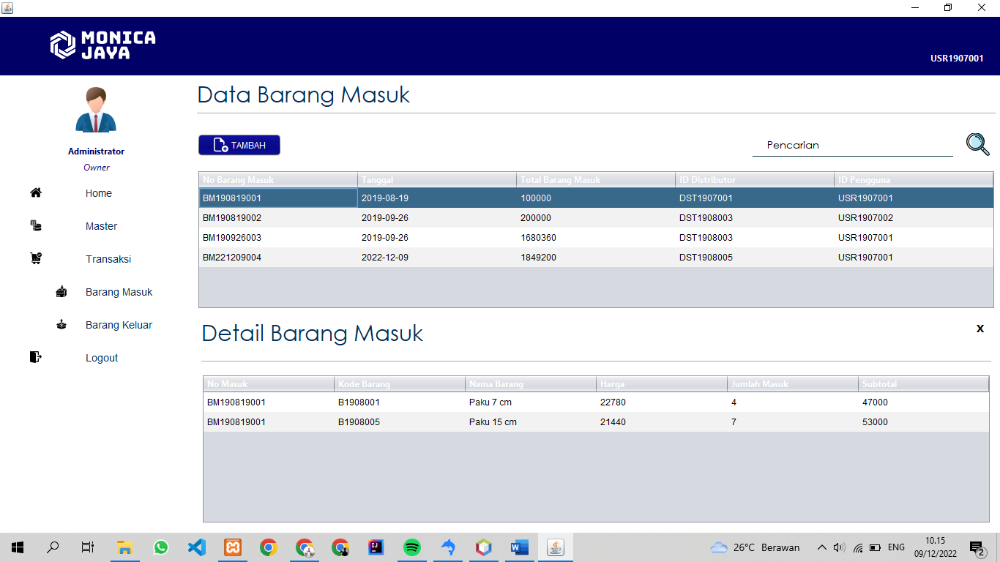 MONICA
JAYA
USR1907001
Administrator
Owner
Home
Master
Transaksi
Barang Masuk
Barang Keluar
Logout
Data Barang Masuk
TAMBAH
Pencarian
No Barang Masuk Tanggal Total Barang Masuk ID Distributor ID Pengguna
BM190819001 2019-08-19 100000 DST1907001 USR1907001
BM190819002 2019-09-26 200000 DST1908003 USR1907002
BM190926003 2019-09-26 1680360 DST1908003 USR1907001
BM221209004 2022-12-09 1849200 DST1908005 USR1907001
Detail Barang Masuk
X
No Masuk Kode Barang Nama Barang Harga Jumlah Masuk Subtotal
BM190819001 B1908001 Paku 7 cm 22780 4 47000
BM190819001 B1908005 Paku 15 cm 21440 7 53000
26°C Berawan
ENG
10.15
09/12/2022
2